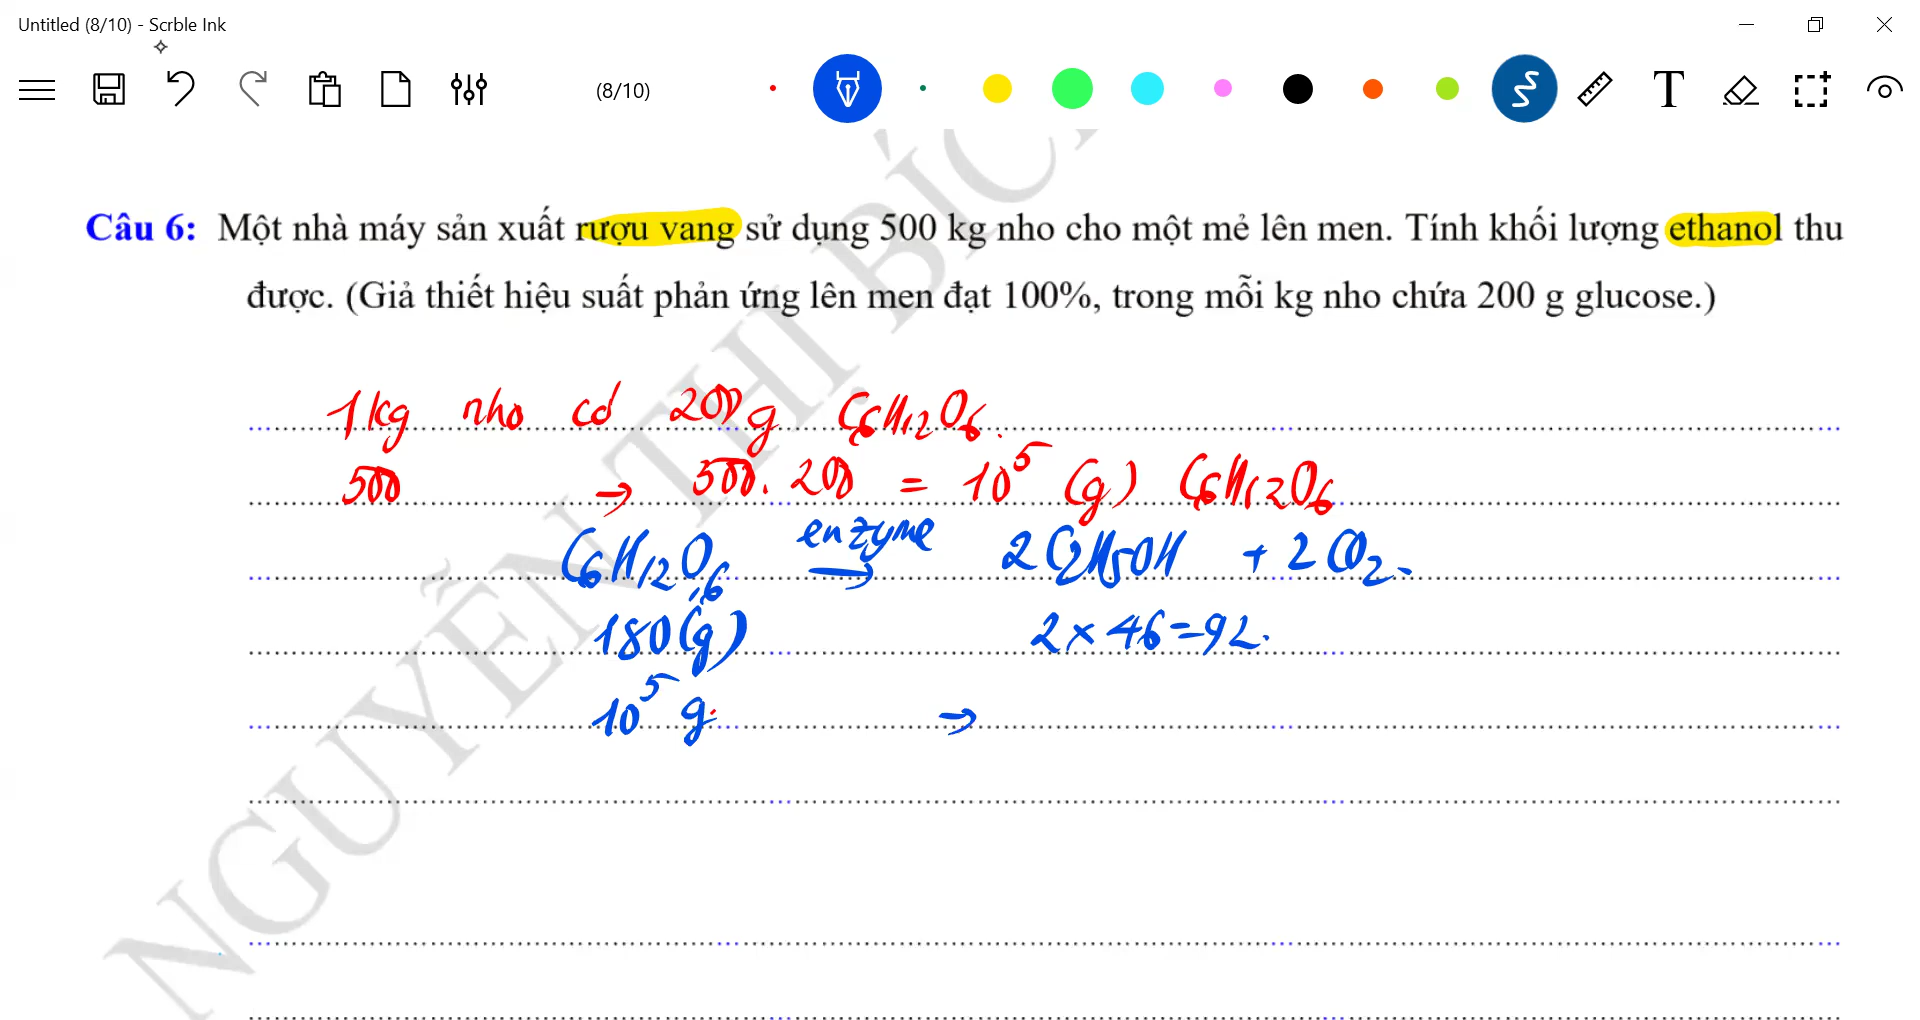 Untitled (8/10) - Scrble Ink
(8/10)
T
Câu 6: Một nhà máy sản xuất rượu vang sử dụng 500 kg nho cho một mẻ lên men. Tính khối lượng ethanol thu
được. (Giả thiết hiệu suất phản ứng lên men đạt 100%, trong mỗi kg nho chứa 200 g glucose.)
1kg nho có 200g C6H12O6.
500 → 500. 200 = 10^5 (g) C6H12O6
C6H12O6 enzyme → 2C2H5OH + 2CO2.
180(g) 2 × 46 = 92.
10^5 g →
NGUYỄN THỊ BÍC